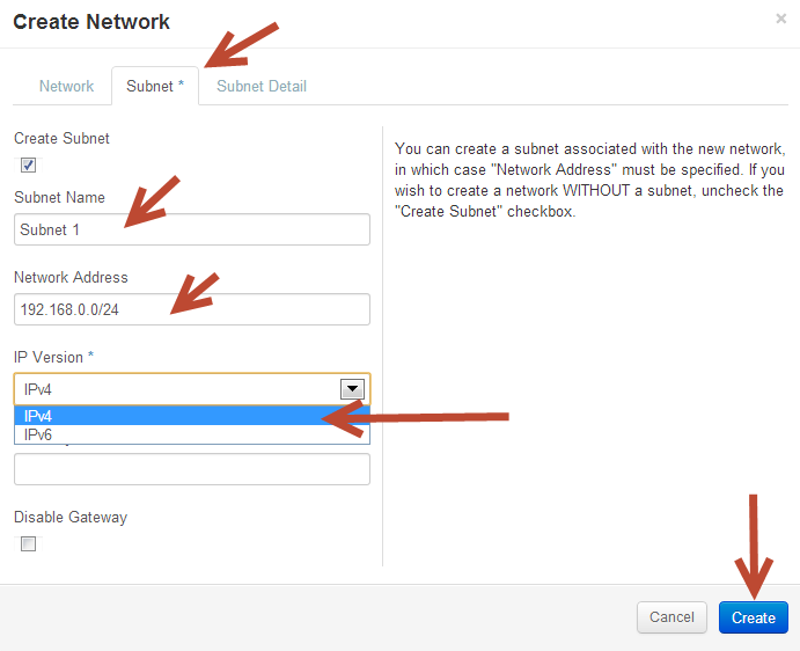 Create Network
×
Network
Subnet *
Subnet Detail
Create Subnet
Subnet Name
Subnet 1
Network Address
192.168.0.0/24
IP Version *
IPv4
IPv4
IPv6
Disable Gateway
You can create a subnet associated with the new network,
in which case "Network Address" must be specified. If you
wish to create a network WITHOUT a subnet, uncheck the
"Create Subnet" checkbox.
Cancel
Create